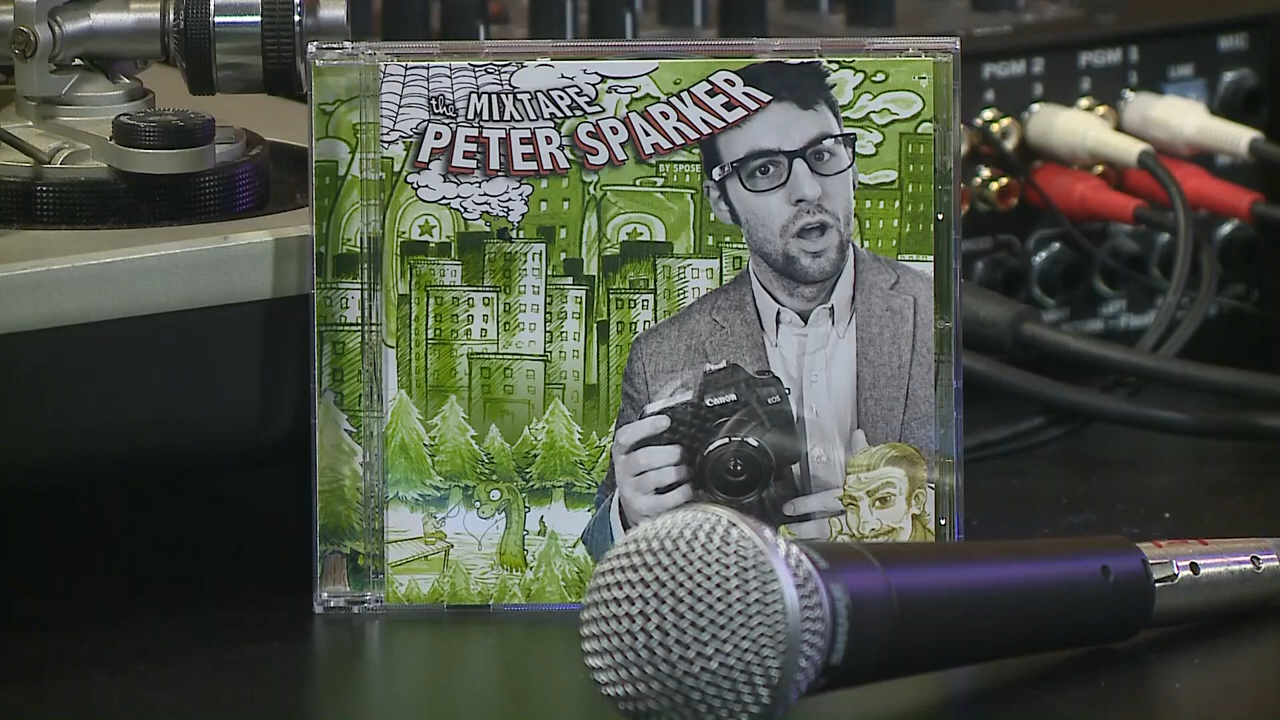 the MIXTAPE
PETER SPARKER
BY SPOSE
Canon
EOS
PGM 2
PGM 1
MIC